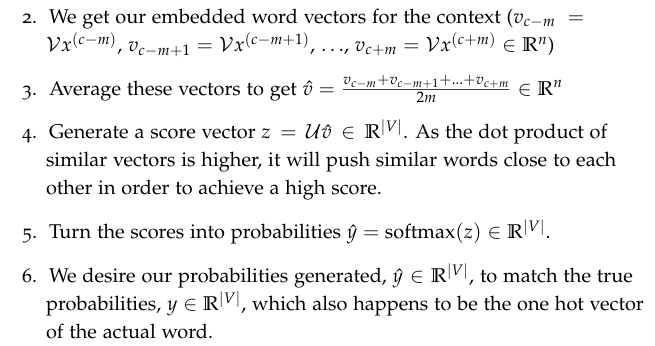 2. We get our embedded word vectors for the context (v_{c−m} =
𝒱x^{(c−m)}, v_{c−m+1} = 𝒱x^{(c−m+1)}, . . ., v_{c+m} = 𝒱x^{(c+m)} ∈ ℝ^n)
3. Average these vectors to get v̂ = \frac{v_{c−m}+v_{c−m+1}+...+v_{c+m}}{2m} ∈ ℝ^n
4. Generate a score vector z = 𝒰v̂ ∈ ℝ^{|V|}. As the dot product of
similar vectors is higher, it will push similar words close to each
other in order to achieve a high score.
5. Turn the scores into probabilities ŷ = softmax(z) ∈ ℝ^{|V|}.
6. We desire our probabilities generated, ŷ ∈ ℝ^{|V|}, to match the true
probabilities, y ∈ ℝ^{|V|}, which also happens to be the one hot vector
of the actual word.